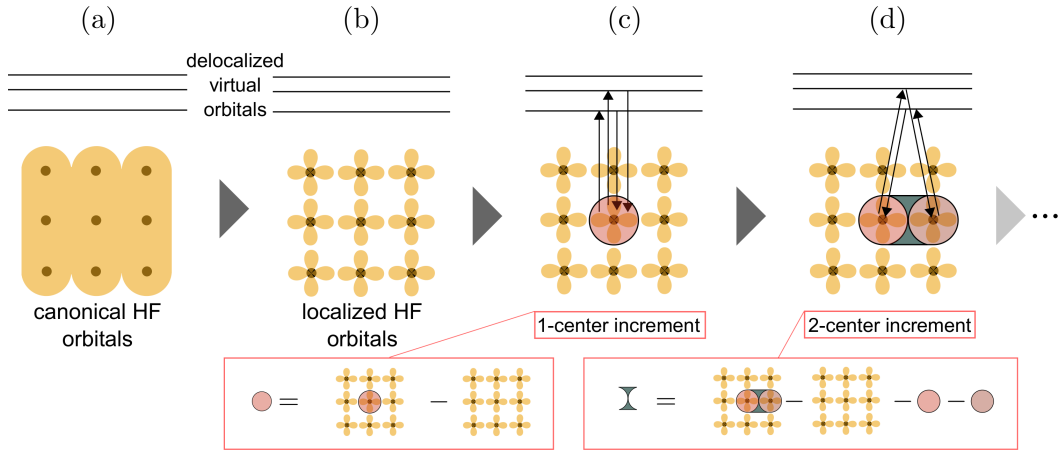 (a)
(b)
(c)
(d)
delocalized
virtual
orbitals
canonical HF
orbitals
localized HF
orbitals
1-center increment
2-center increment
= −
= − − −
...